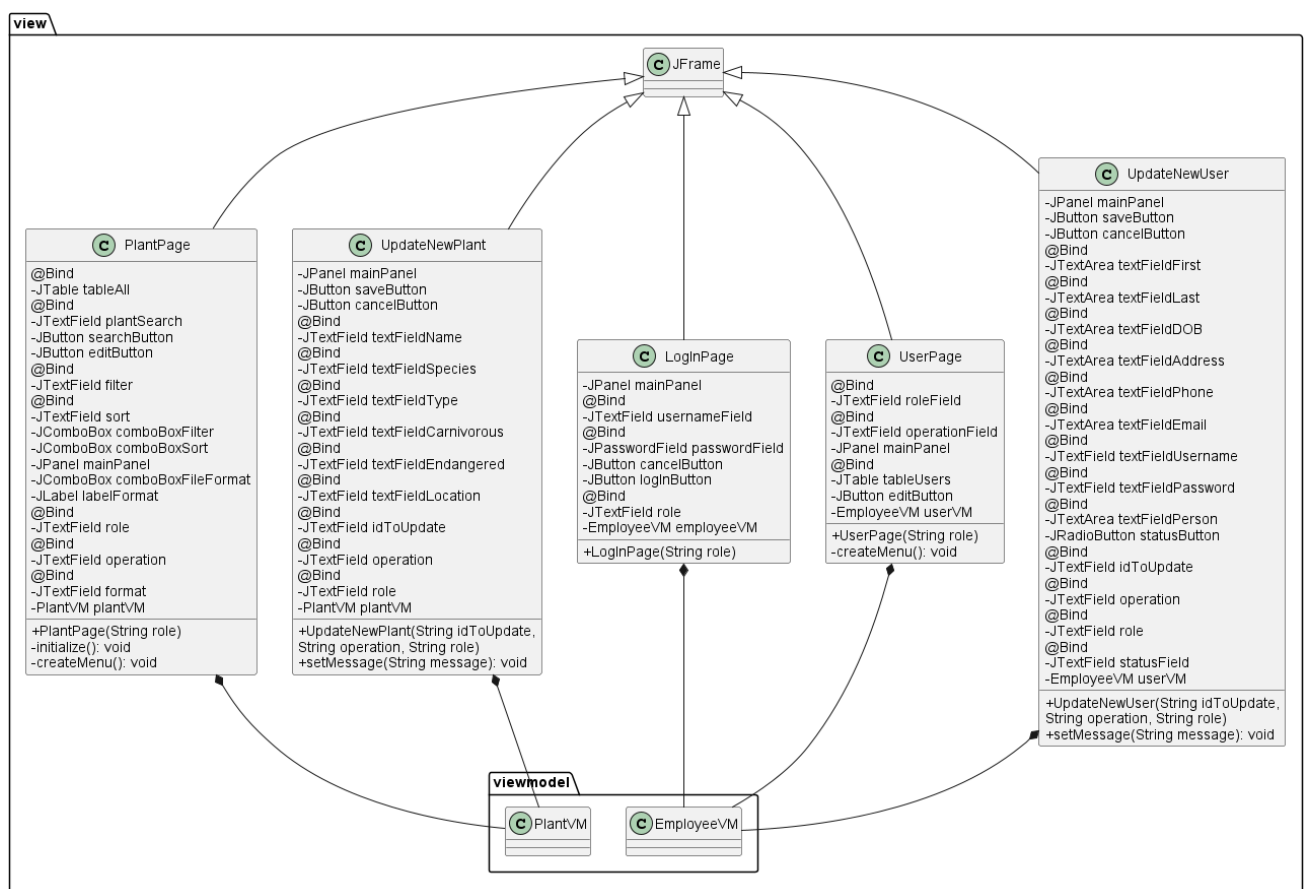 view
C JFrame
C PlantPage
@Bind
-JTable tableAll
@Bind
-JTextField plantSearch
-JButton searchButton
-JButton editButton
@Bind
-JTextField filter
@Bind
-JTextField sort
-JComboBox comboBoxFilter
-JComboBox comboBoxSort
-JPanel mainPanel
-JComboBox comboBoxFileFormat
-JLabel labelFormat
@Bind
-JTextField role
@Bind
-JTextField operation
@Bind
-JTextField format
-PlantVM plantVM
+PlantPage(String role)
-initialize(): void
-createMenu(): void
C UpdateNewPlant
-JPanel mainPanel
-JButton saveButton
-JButton cancelButton
@Bind
-JTextField textFieldName
@Bind
-JTextField textFieldSpecies
@Bind
-JTextField textFieldType
@Bind
-JTextField textFieldCarnivorous
@Bind
-JTextField textFieldEndangered
@Bind
-JTextField textFieldLocation
@Bind
-JTextField idToUpdate
@Bind
-JTextField operation
@Bind
-JTextField role
-PlantVM plantVM
+UpdateNewPlant(String idToUpdate,
String operation, String role)
+setMessage(String message): void
C LogInPage
-JPanel mainPanel
@Bind
-JTextField usernameField
@Bind
-JPasswordField passwordField
-JButton cancelButton
-JButton logInButton
@Bind
-JTextField role
-EmployeeVM employeeVM
+LogInPage(String role)
C UserPage
@Bind
-JTextField roleField
@Bind
-JTextField operationField
-JPanel mainPanel
@Bind
-JTable tableUsers
-JButton editButton
-EmployeeVM userVM
+UserPage(String role)
-createMenu(): void
C UpdateNewUser
-JPanel mainPanel
-JButton saveButton
-JButton cancelButton
@Bind
-JTextArea textFieldFirst
@Bind
-JTextArea textFieldLast
@Bind
-JTextArea textFieldDOB
@Bind
-JTextArea textFieldAddress
@Bind
-JTextArea textFieldPhone
@Bind
-JTextArea textFieldEmail
@Bind
-JTextField textFieldUsername
@Bind
-JTextField textFieldPassword
@Bind
-JTextArea textFieldPerson
-JRadioButton statusButton
@Bind
-JTextField idToUpdate
@Bind
-JTextField operation
@Bind
-JTextField role
@Bind
-JTextField statusField
-EmployeeVM userVM
+UpdateNewUser(String idToUpdate,
String operation, String role)
+setMessage(String message): void
viewmodel
C PlantVM
C EmployeeVM